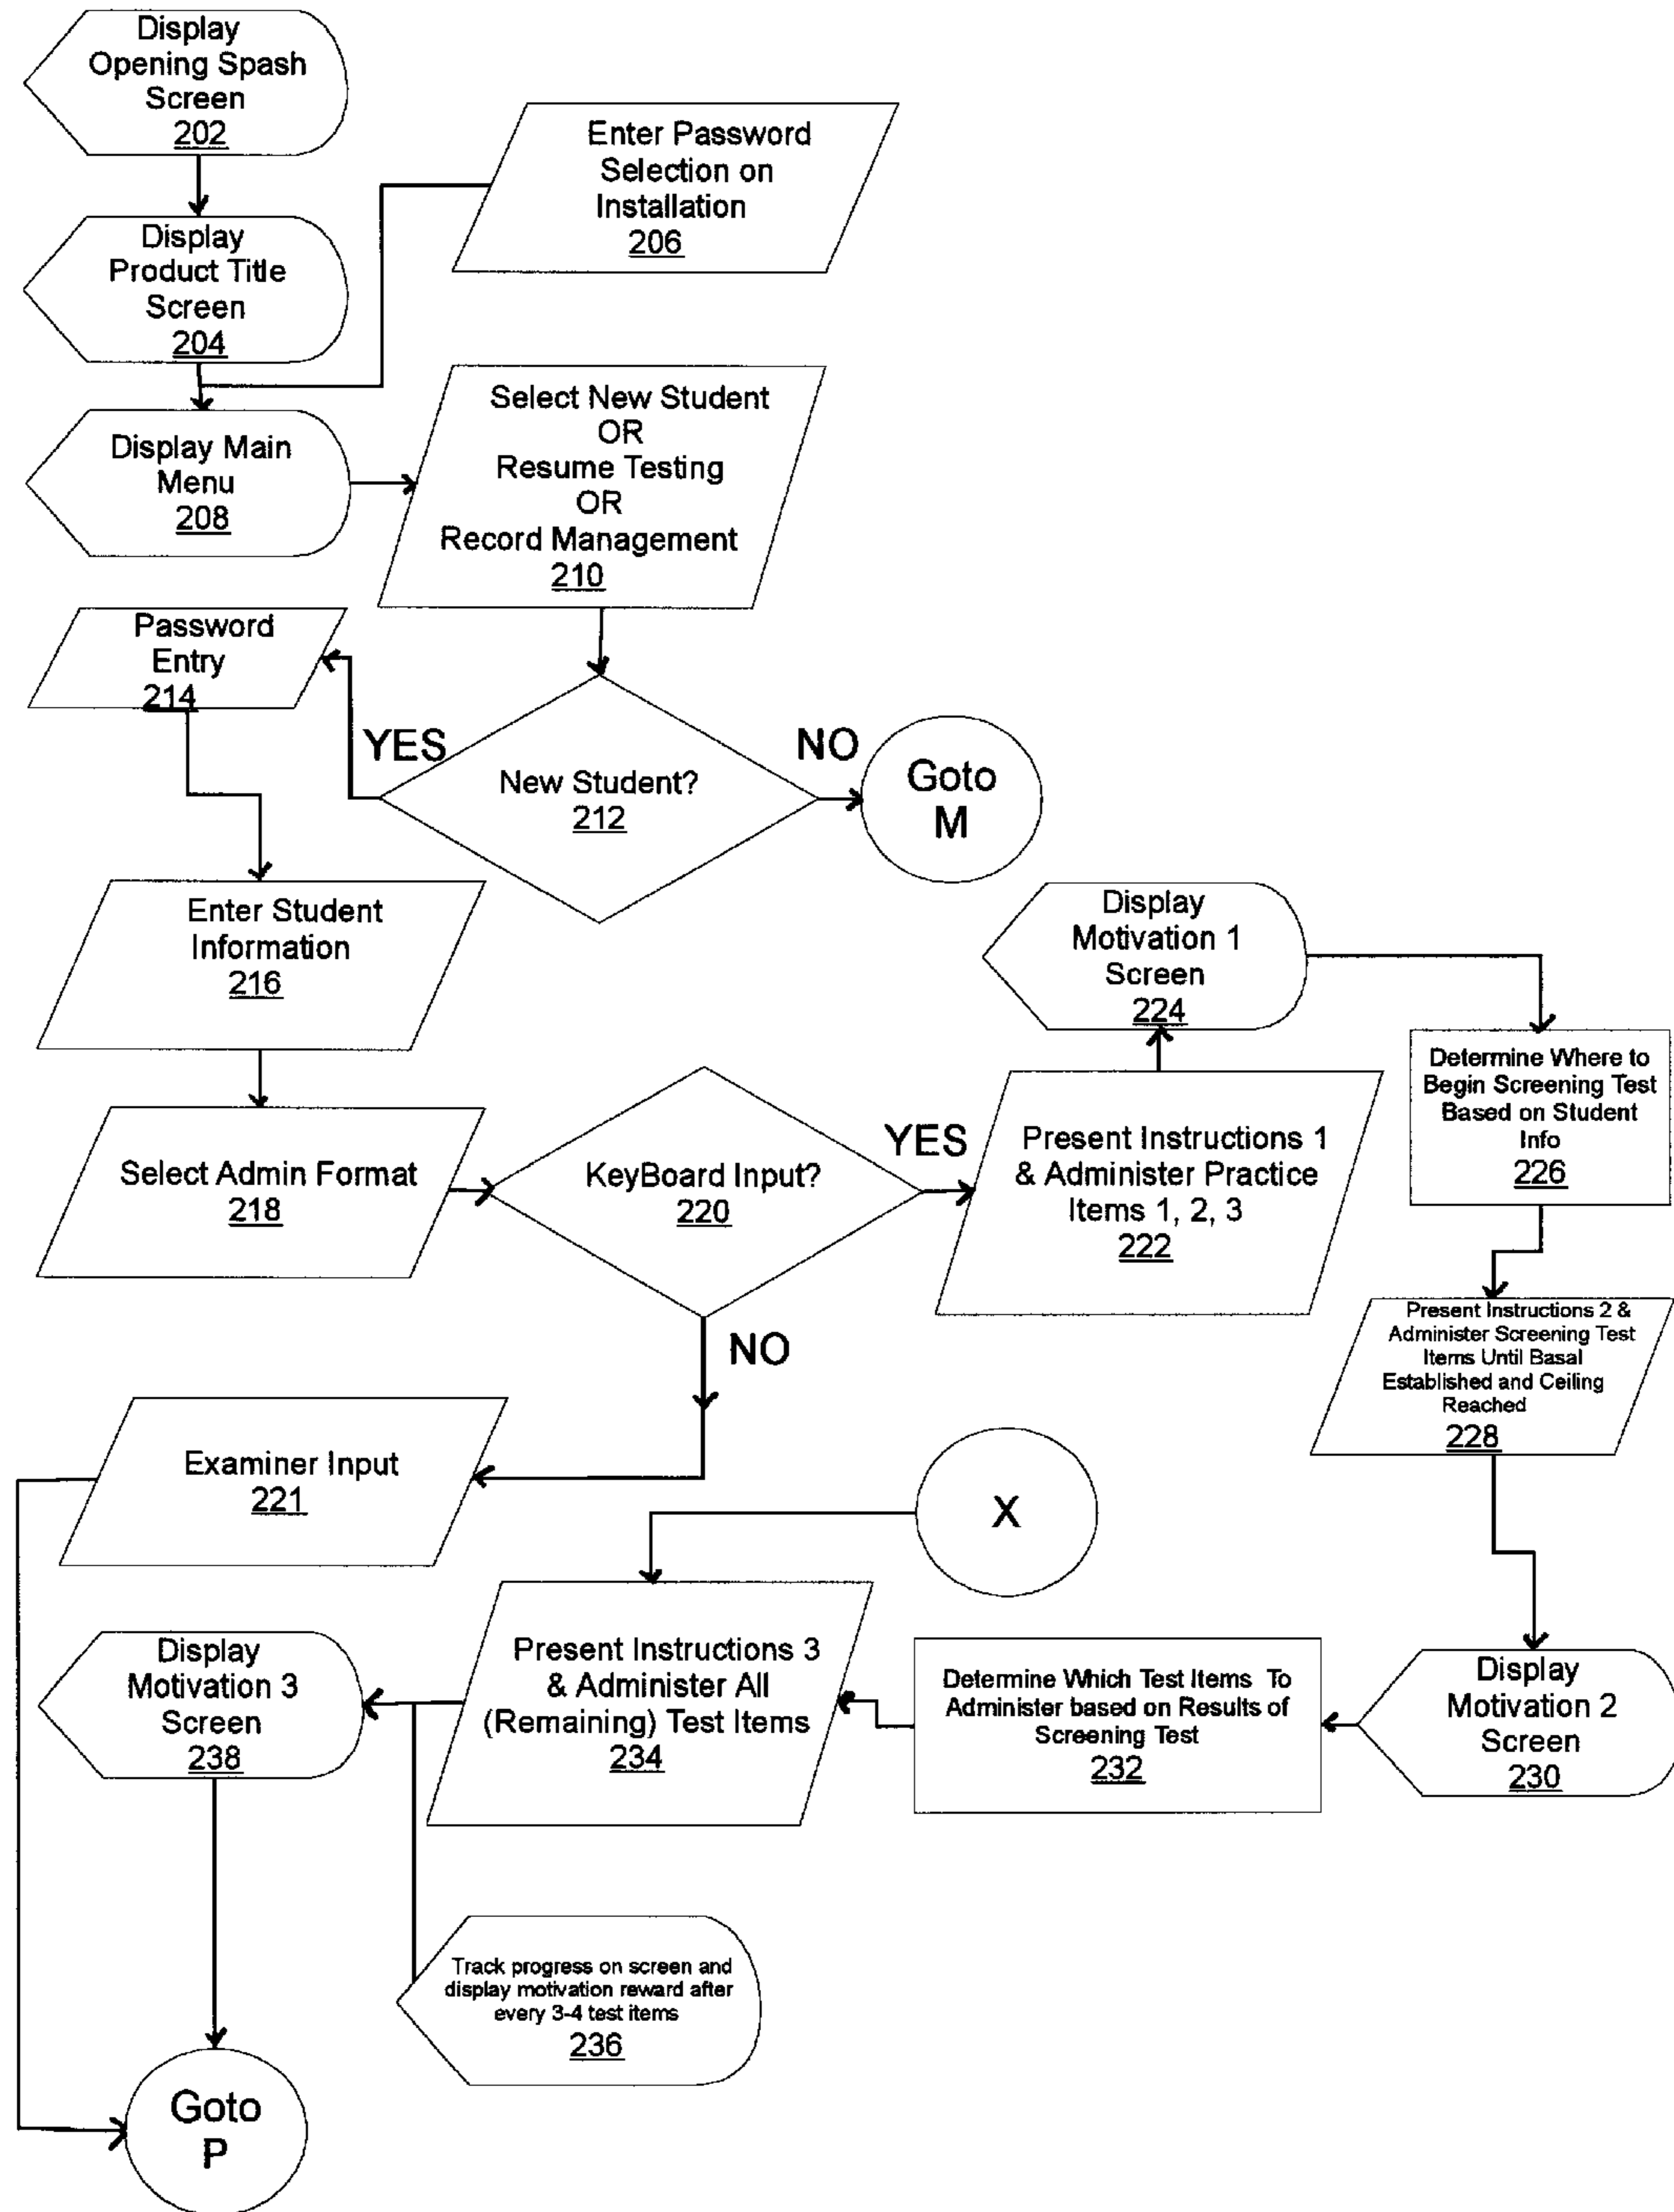 Display
Opening Spash
Screen
202
Enter Password
Selection on
Installation
206
Display
Product Title
Screen
204
Select New Student
OR
Resume Testing
OR
Record Management
210
Display Main
Menu
208
Password
Entry
214
YES
NO
New Student?
212
Goto
M
Enter Student
Information
216
Display
Motivation 1
Screen
224
Determine Where to
Begin Screening Test
Based on Student
Info
226
Select Admin Format
218
KeyBoard Input?
220
YES
NO
Present Instructions 1
& Administer Practice
Items 1, 2, 3
222
Present Instructions 2 &
Administer Screening Test
Items Until Basal
Established and Ceiling
Reached
228
Examiner Input
221
X
Display
Motivation 3
Screen
238
Present Instructions 3
& Administer All
(Remaining) Test Items
234
Determine Which Test Items To
Administer based on Results of
Screening Test
232
Display
Motivation 2
Screen
230
Track progress on screen and
display motivation reward after
every 3-4 test items
236
Goto
P